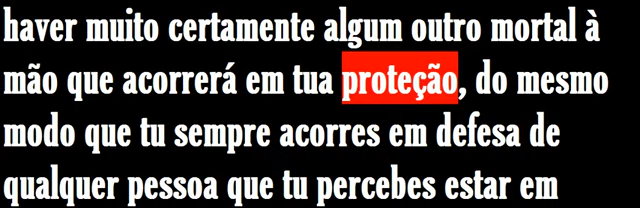 haver muito certamente algum outro mortal à
mão que acorrerá em tua proteção, do mesmo
modo que tu sempre acorres em defesa de
qualquer pessoa que tu percebes estar em